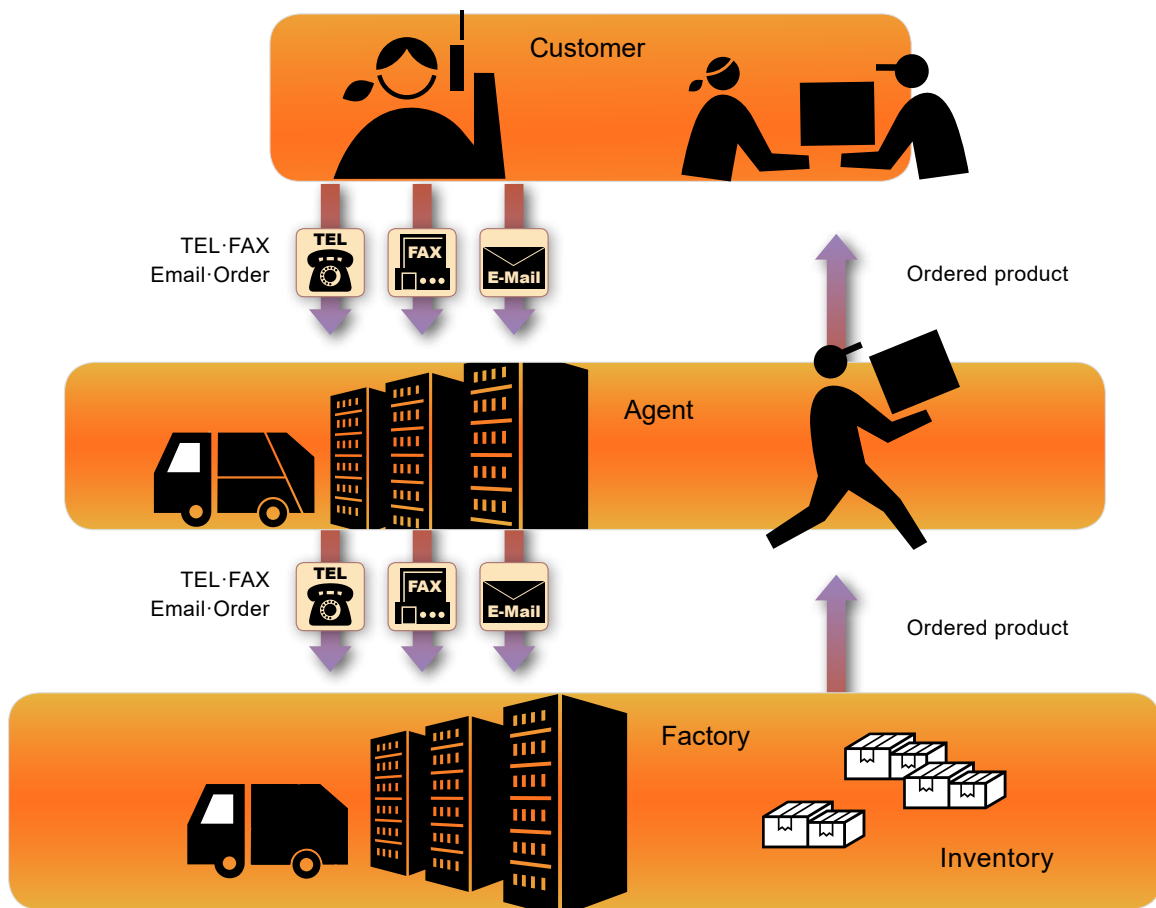 Customer
TEL·FAX
Email·Order
TEL
FAX
E-Mail
Ordered product
Agent
TEL·FAX
Email·Order
TEL
FAX
E-Mail
Ordered product
Factory
Inventory